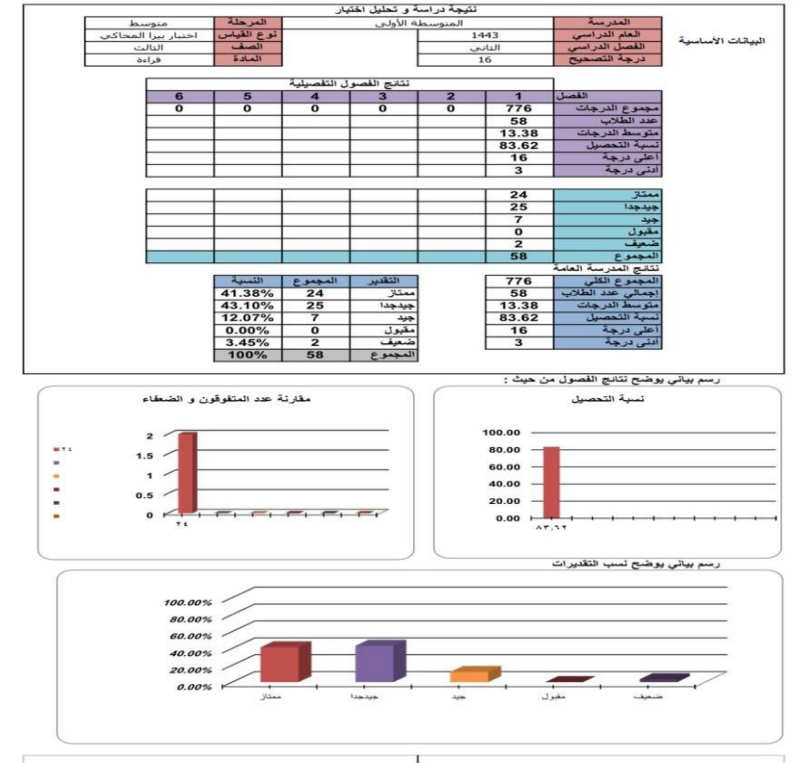 نتيجة دراسة و تحليل اختبار
البيانات الأساسية
المدرسة المتوسطة الأولى المرحلة متوسط
العام الدراسي 1443 نوع القياس اختبار بيزا المحاكي
الفصل الدراسي الثاني الصف الثالث
درجة التصحيح 16 المادة قراءة
نتائج الفصول التفصيلية
الفصل 1 2 3 4 5 6
مجموع الدرجات 776 0 0 0 0 0
عدد الطلاب 58
متوسط الدرجات 13.38
نسبة التحصيل 83.62
أعلى درجة 16
أدنى درجة 3
ممتاز 24
جيدجدا 25
جيد 7
مقبول 0
ضعيف 2
المجموع 58
نتائج المدرسة العامة
المجموع الكلي 776
إجمالي عدد الطلاب 58
متوسط الدرجات 13.38
نسبة التحصيل 83.62
أعلى درجة 16
أدنى درجة 3
التقدير المجموع النسبة
ممتاز 24 41.38%
جيدجدا 25 43.10%
جيد 7 12.07%
مقبول 0 0.00%
ضعيف 2 3.45%
المجموع 58 100%
رسم بياني يوضح نتائج الفصول من حيث :
نسبة التحصيل
100.00
80.00
60.00
40.00
20.00
0.00
٨٣,٦٢
مقارنة عدد المتفوقون و الضعفاء
2
1.5
1
0.5
0
٢٤
٢٤
رسم بياني يوضح نسب التقديرات
100.00%
80.00%
60.00%
40.00%
20.00%
0.00%
ممتاز جيدجدا جيد مقبول ضعيف